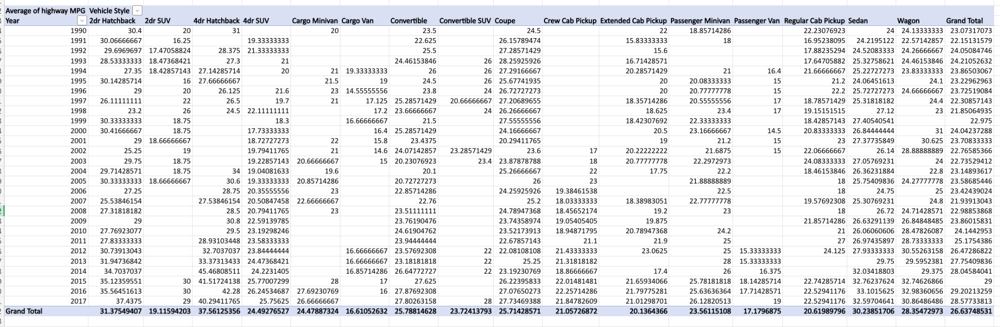 Average of highway MPG Vehicle Style
Year 2dr Hatchback 2dr SUV 4dr Hatchback 4dr SUV Cargo Minivan Cargo Van Convertible Convertible SUV Coupe Crew Cab Pickup Extended Cab Pickup Passenger Minivan Passenger Van Regular Cab Pickup Sedan Wagon Grand Total
1990 30.4 20 31 20 23.5 24.5 22 18.85714286 22.23076923 24 24.13333333 23.07317073
1991 30.06666667 16.25 19.33333333 22.625 26.15789474 15.83333333 18 16.95238095 24.2195122 22.57142857 22.15131579
1992 29.6969697 17.47058824 28.375 21.33333333 25.5 27.28571429 15.6 17.88235294 24.52083333 24.26666667 24.05084746
1993 28.53333333 18.47368421 27.3 21 24.46153846 26 28.25925926 16.71428571 17.64705882 25.32758621 24.46153846 24.21052632
1994 27.35 18.42857143 27.14285714 20 21 19.33333333 26 26 27.29166667 20.28571429 21 16.4 21.66666667 25.22727273 23.83333333 23.86503067
1995 30.14285714 16 27.66666667 21.5 19 24.5 26 25.67741935 20 20.08333333 15 21.2 24.06451613 24.1 23.22962963
1996 29 20 26.125 21.6 23 14.55555556 23.8 24 26.72727273 20 20.77777778 15 22.2 25.72727273 24.66666667 23.72519084
1997 26.11111111 22 26.5 19.7 21 17.125 25.28571429 20.66666667 27.20689655 18.35714286 20.55555556 17 18.78571429 25.31818182 24.4 22.30857143
1998 23.2 26 24.5 22.11111111 17.2 23.66666667 24 26.26666667 18.625 23.4 17 19.15151515 27.12 23 21.85064935
1999 30.33333333 18.75 18.3 16.66666667 21.5 27.55555556 18.42307692 22.33333333 18.42857143 27.40540541 22.975
2000 30.41666667 18.75 17.73333333 16.4 25.28571429 24.16666667 20.5 23.16666667 14.5 20.83333333 26.84444444 31 24.04237288
2001 29 18.66666667 18.72727273 22 15.8 23.4375 20.29411765 19 21.2 15 23 27.37735849 30.625 23.70833333
2002 25.25 19 19.79411765 21 14.6 24.07142857 23.28571429 23.6 17 20.22222222 21.6875 15 22.06666667 26.14 28.88888889 22.76585366
2003 29.75 18.75 19.22857143 20.66666667 15 20.23076923 23.4 23.87878788 18 20.77777778 22.2972973 24.08333333 27.05769231 24 22.73529412
2004 29.71428571 18.75 34 19.04081633 19.6 20.1 25.26666667 22 17.75 22.2 18.46153846 26.36231884 22.8 23.14893617
2005 30.33333333 18.66666667 30.6 19.33333333 20.85714286 20.72727273 26 23 21.88888889 18 25.75409836 24.27777778 23.58685446
2006 27.25 28.75 20.35555556 23 22.85714286 24.25925926 19.38461538 22.5 18 24.75 25 23.42439024
2007 25.53846154 27.53846154 20.50847458 22.66666667 22.76 25.2 18.03333333 18.38983051 22.77777778 19.57692308 25.30769231 24.8 21.93913043
2008 27.31818182 28.5 20.79411765 23 23.51111111 24.78947368 18.45652174 19.2 23 18 26.72 24.71428571 22.98853868
2009 29 30.8 22.59139785 23.76190476 23.74358974 19.05405405 19.875 21.85714286 26.63291139 26.84848485 23.86015831
2010 27.76923077 29.5 23.19298246 24.61904762 23.52173913 18.94871795 20.78947368 24.2 21 26.06060606 28.47826087 24.1442953
2011 27.83333333 28.93103448 23.58333333 23.94444444 22.67857143 21.1 21.9 25 27 26.97435897 28.73333333 25.1754386
2012 30.73913043 32.7037037 23.84444444 16.66666667 23.57692308 22 22.08108108 21.43333333 23.0625 25 15.33333333 24.125 27.93333333 30.55263158 26.47286822
2013 31.94736842 33.37313433 24.47368421 16.66666667 23.18181818 22 25.25 21.31818182 28 15.33333333 29.75 29.5952381 27.75409836
2014 34.7037037 45.46808511 24.2231405 16.85714286 26.64772727 22 23.19230769 18.86666667 17.4 26 16.375 32.03418803 29.375 28.04584041
2015 35.12359551 30 41.51724138 25.77007299 28 17 27.625 26.22395833 22.01481481 21.65934066 25.78181818 18.14285714 22.74285714 32.76237624 32.74626866 29
2016 35.56451613 30 42.28 26.24534687 27.69230769 16 27.87692308 27.07650273 22.25714286 21.79775281 25.63636364 17.71428571 22.52941176 33.1015625 32.98360656 29.20213259
2017 37.4375 29 40.29411765 25.75625 26.66666667 27.80263158 28 27.73469388 21.84782609 21.01298701 26.12820513 19 22.52941176 32.59704641 30.86486486 28.57733813
Grand Total 31.37549407 19.11594203 37.56125356 24.49276527 24.47887324 16.61052632 25.78814628 23.72413793 25.71428571 21.05726872 20.1364366 23.56115108 17.1796875 20.61989796 30.23851706 28.35472973 26.63748531